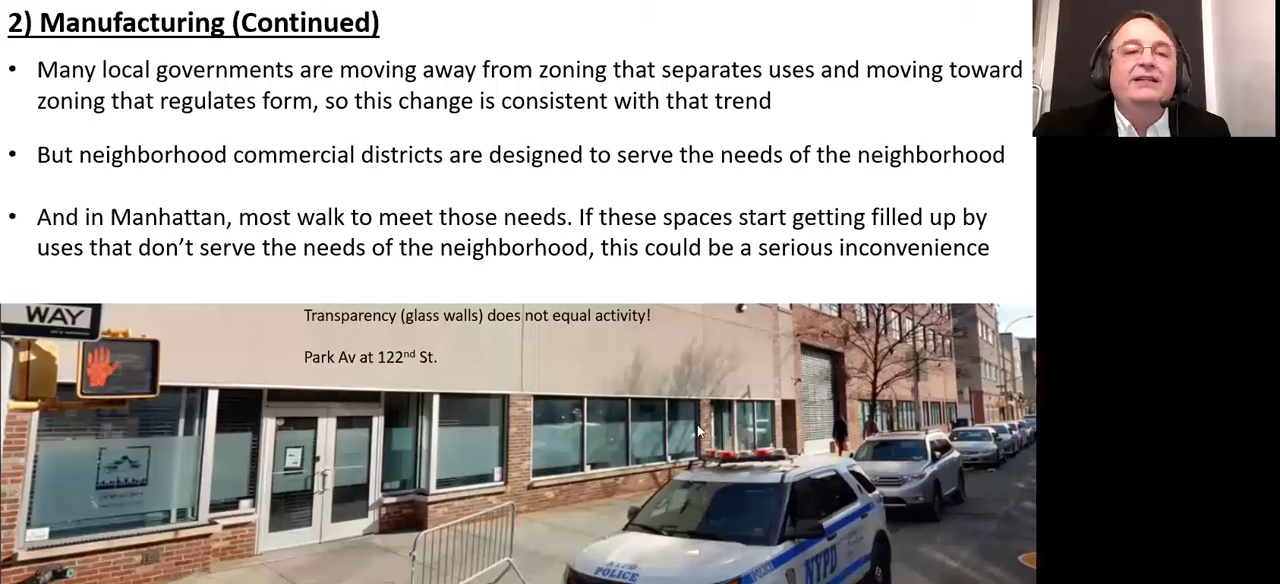 2) Manufacturing (Continued)
• Many local governments are moving away from zoning that separates uses and moving toward
zoning that regulates form, so this change is consistent with that trend
• But neighborhood commercial districts are designed to serve the needs of the neighborhood
• And in Manhattan, most walk to meet those needs. If these spaces start getting filled up by
uses that don’t serve the needs of the neighborhood, this could be a serious inconvenience
WAY
Transparency (glass walls) does not equal activity!
Park Av at 122nd St.
POLICE
POLICE
NYPD